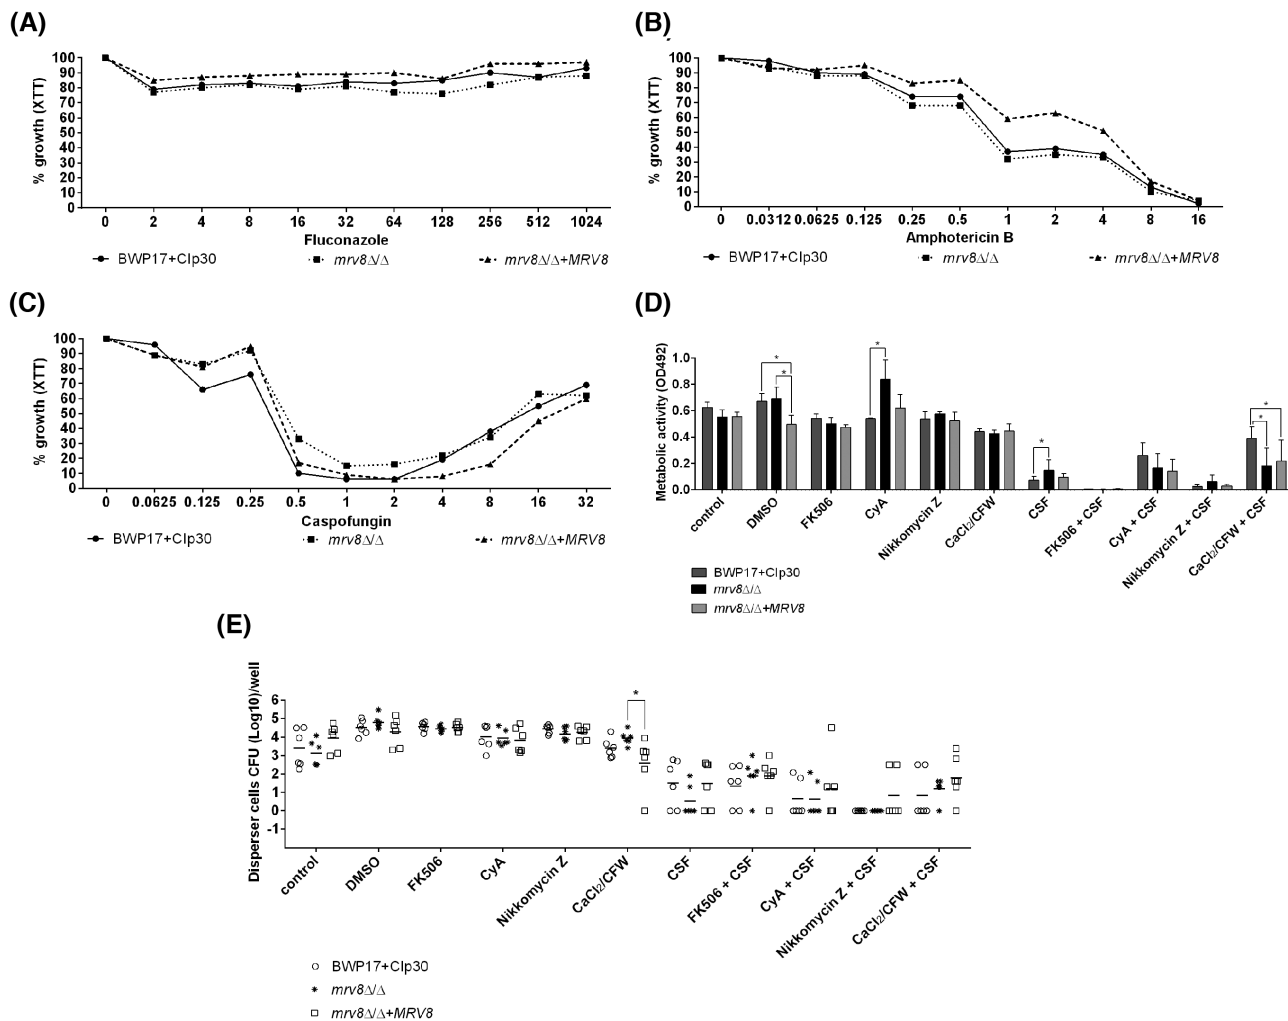 (A)
100
90
80
70
60
50
40
30
20
10
0
% growth (XTT)
0 2 4 8 16 32 64 128 256 512 1024
Fluconazole
BWP17+CIp30 mrv8Δ/Δ mrv8Δ/Δ+MRV8
(B)
100
90
80
70
60
50
40
30
20
10
0
% growth (XTT)
0 0.0312 0.0625 0.125 0.25 0.5 1 2 4 8 16
Amphotericin B
BWP17+CIp30 mrv8Δ/Δ mrv8Δ/Δ+MRV8
(C)
100
90
80
70
60
50
40
30
20
10
0
% growth (XTT)
0 0.0625 0.125 0.25 0.5 1 2 4 8 16 32
Caspofungin
BWP17+CIp30 mrv8Δ/Δ mrv8Δ/Δ+MRV8
(D)
1.0
0.8
0.6
0.4
0.2
0.0
Metabolic activity (OD492)
* * * * * *
control DMSO FK506 CyA Nikkomycin Z CaCl₂/CFW CSF FK506 + CSF CyA + CSF Nikkomycin Z + CSF CaCl₂/CFW + CSF
BWP17+CIp30
mrv8Δ/Δ
mrv8Δ/Δ+MRV8
(E)
6
5
4
3
2
1
0
-1
Disperser cells CFU (Log10)/well
*
control DMSO FK506 CyA Nikkomycin Z CaCl₂/CFW CSF FK506 + CSF CyA + CSF Nikkomycin Z + CSF CaCl₂/CFW + CSF
BWP17+CIp30
mrv8Δ/Δ
mrv8Δ/Δ+MRV8